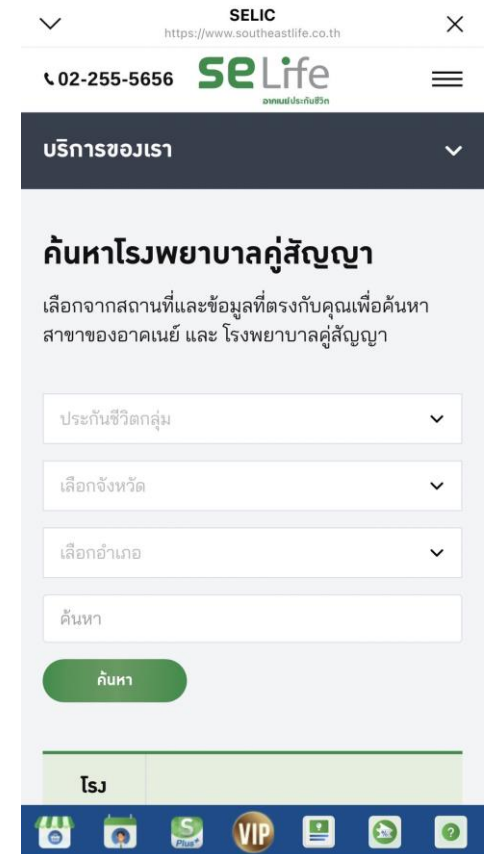 SELIC
https://www.southeastlife.co.th
02-255-5656
SELife
อาคเนย์ประกันชีวิต
บริการของเรา
ค้นหาโรงพยาบาลคู่สัญญา
เลือกจากสถานที่และข้อมูลที่ตรงกับคุณเพื่อค้นหา
สาขาของอาคเนย์ และ โรงพยาบาลคู่สัญญา
ประกันชีวิตกลุ่ม
เลือกจังหวัด
เลือกอำเภอ
ค้นหา
ค้นหา
โรง
S Plus+ VIP ?